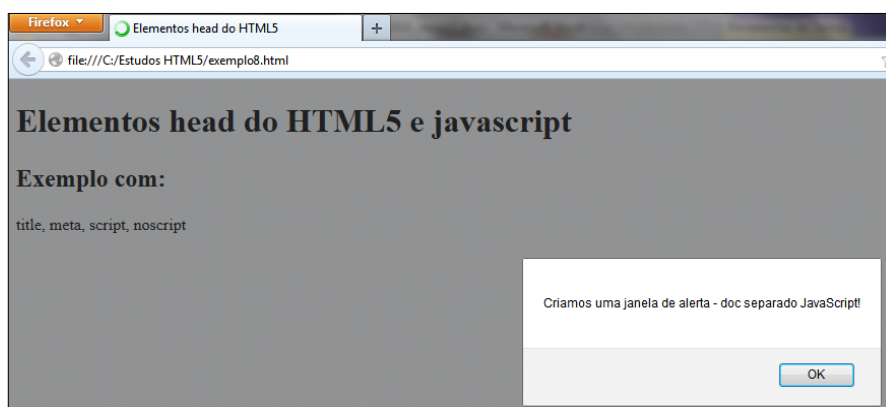 Firefox
Elementos head do HTML5
+
file:///C:/Estudos HTML5/exemplo8.html
Elementos head do HTML5 e javascript
Exemplo com:
title, meta, script, noscript
Criamos uma janela de alerta - doc separado JavaScript!
OK